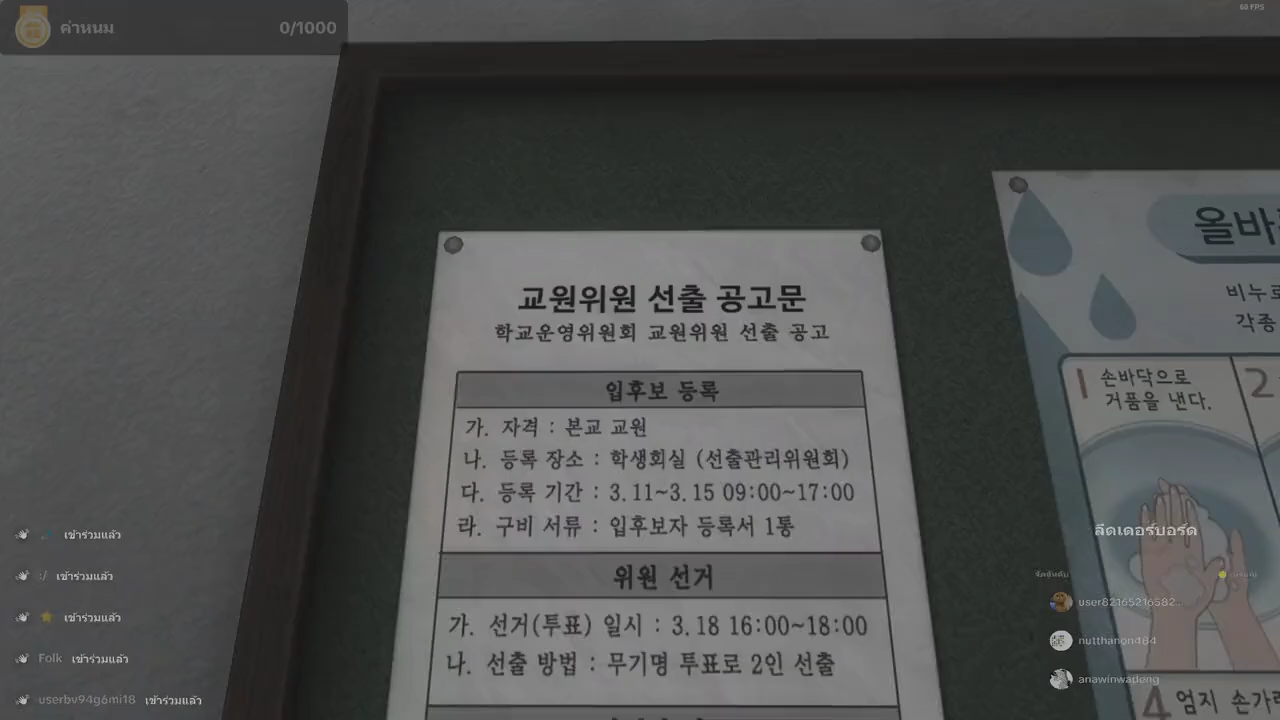 ค่าหนม
0/1000
60 FPS
교원위원 선출 공고문
학교운영위원회 교원위원 선출 공고
입후보 등록
가. 자격 : 본교 교원
나. 등록 장소 : 학생회실 (선출관리위원회)
다. 등록 기간 : 3.11~3.15 09:00~17:00
라. 구비 서류 : 입후보자 등록서 1통
위원 선거
가. 선거(투표) 일시 : 3.18 16:00~18:00
나. 선출 방법 : 무기명 투표로 2인 선출
올바
비누로
각종
1 손바닥으로
거품을 낸다.
2
4 엄지 손가락
เข้าร่วมแล้ว
:/ เข้าร่วมแล้ว
เข้าร่วมแล้ว
Folk เข้าร่วมแล้ว
userbv94g6mi18 เข้าร่วมแล้ว
ลีดเดอร์บอร์ด
user82165216582...
nutthanon484
anawinwadeng